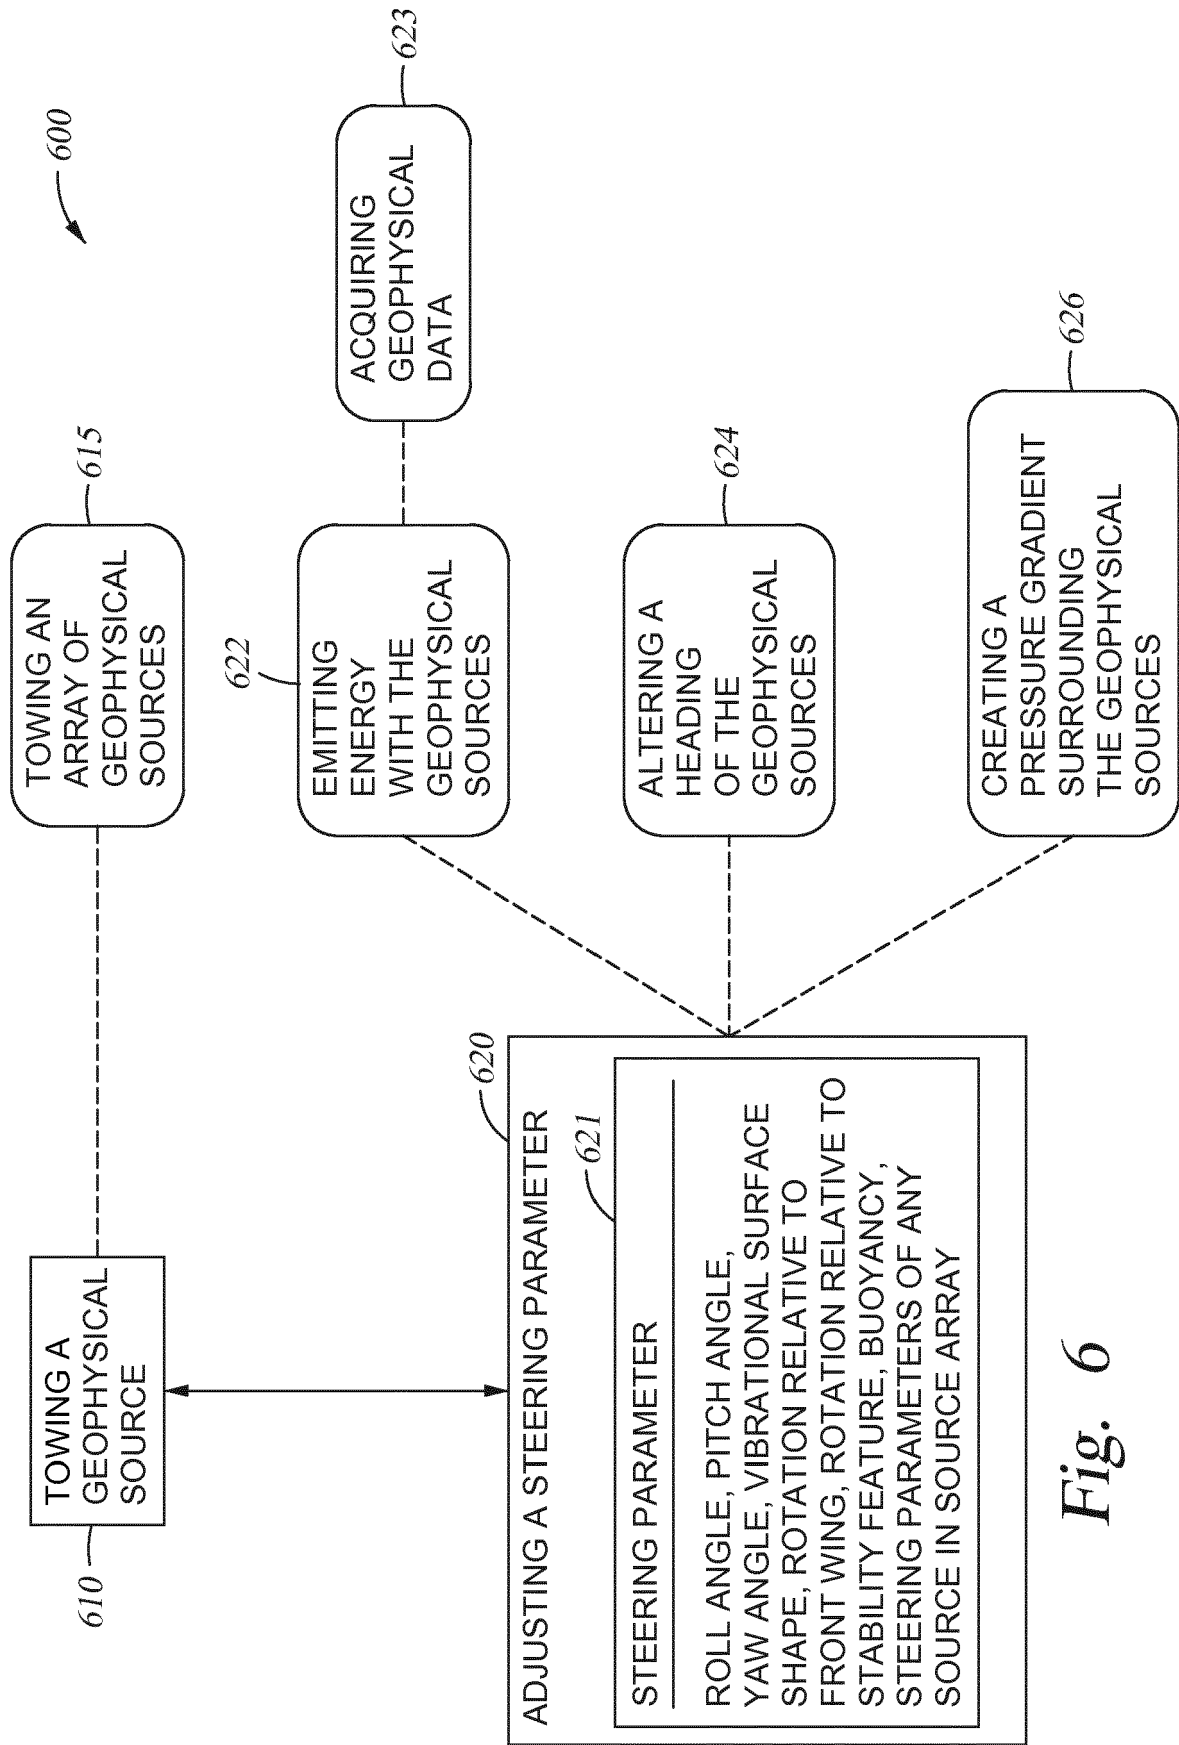 600
TOWING A
GEOPHYSICAL
SOURCE
610
TOWING AN
ARRAY OF
GEOPHYSICAL
SOURCES
615
ADJUSTING A STEERING PARAMETER
620
STEERING PARAMETER
621
ROLL ANGLE, PITCH ANGLE,
YAW ANGLE, VIBRATIONAL SURFACE
SHAPE, ROTATION RELATIVE TO
FRONT WING, ROTATION RELATIVE TO
STABILITY FEATURE, BUOYANCY,
STEERING PARAMETERS OF ANY
SOURCE IN SOURCE ARRAY
622
EMITTING
ENERGY
WITH THE
GEOPHYSICAL
SOURCES
623
ACQUIRING
GEOPHYSICAL
DATA
624
ALTERING A
HEADING
OF THE
GEOPHYSICAL
SOURCES
626
CREATING A
PRESSURE GRADIENT
SURROUNDING
THE GEOPHYSICAL
SOURCES
Fig. 6